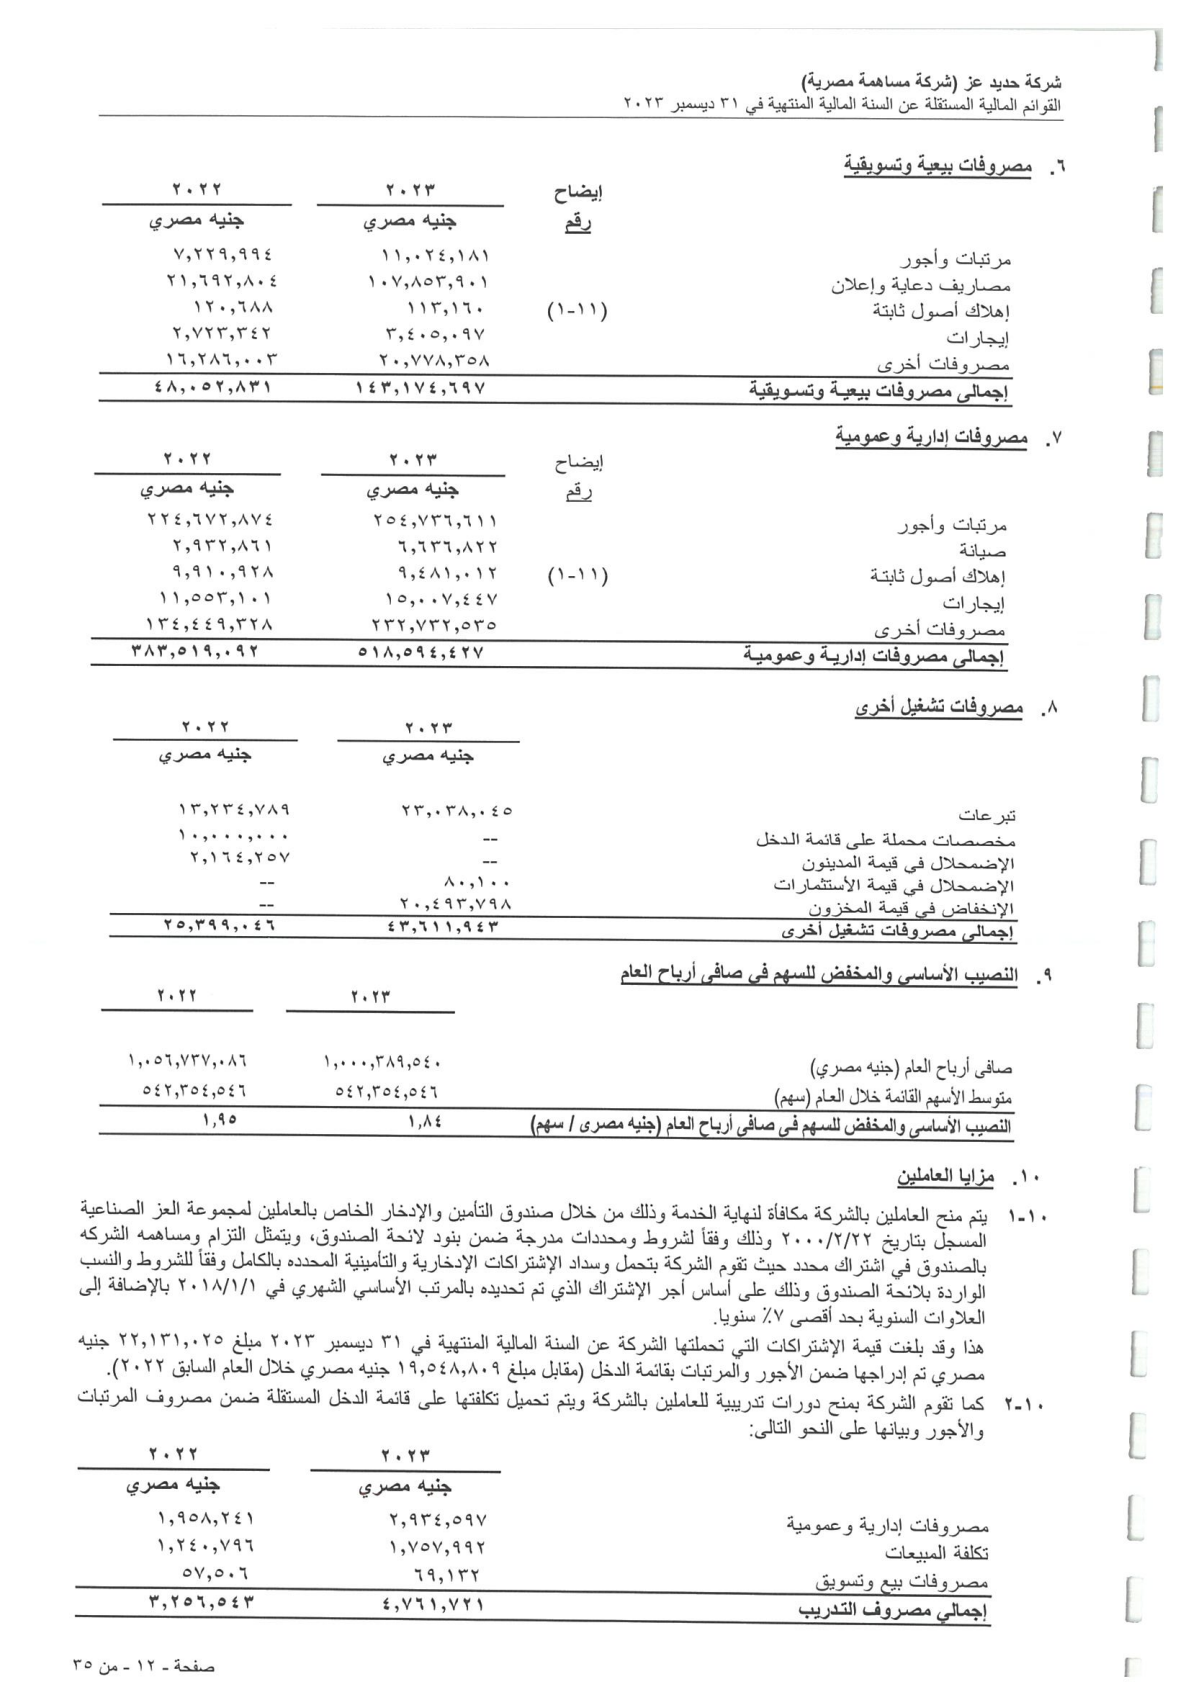 شركة حديد عز (شركة مساهمة مصرية)
القوائم المالية المستقلة عن السنة المالية المنتهية في ٣١ ديسمبر ٢٠٢٣
٦. مصروفات بيعية وتسويقية
إيضاح ٢٠٢٣ ٢٠٢٢
رقم جنيه مصري جنيه مصري
مرتبات وأجور ١١,٠٢٤,١٨١ ٧,٢٢٩,٩٩٤
مصاريف دعاية وإعلان ١٠٧,٨٥٣,٩٠١ ٢١,٦٩٢,٨٠٤
إهلاك أصول ثابتة (١١-١) ١١٣,١٦٠ ١٢٠,٦٨٨
إيجارات ٣,٤٠٥,٠٩٧ ٢,٧٢٣,٣٤٢
مصروفات أخرى ٢٠,٧٧٨,٣٥٨ ١٦,٢٨٦,٠٠٣
إجمالي مصروفات بيعية وتسويقية ١٤٣,١٧٤,٦٩٧ ٤٨,٠٥٢,٨٣١
٧. مصروفات إدارية وعمومية
إيضاح ٢٠٢٣ ٢٠٢٢
رقم جنيه مصري جنيه مصري
مرتبات وأجور ٢٥٤,٧٣٦,٦١١ ٢٢٤,٦٧٢,٨٧٤
صيانة ٦,٦٣٦,٨٢٢ ٢,٩٣٢,٨٦١
إهلاك أصول ثابتة (١١-١) ٩,٤٨١,٠١٢ ٩,٩١٠,٩٢٨
إيجارات ١٥,٠٠٧,٤٤٧ ١١,٥٥٣,١٠١
مصروفات أخرى ٢٣٢,٧٣٢,٥٣٥ ١٣٤,٤٤٩,٣٢٨
إجمالي مصروفات إدارية وعمومية ٥١٨,٥٩٤,٤٢٧ ٣٨٣,٥١٩,٠٩٢
٨. مصروفات تشغيل أخرى
٢٠٢٣ ٢٠٢٢
جنيه مصري جنيه مصري
تبرعات ٢٣,٠٣٨,٠٤٥ ١٣,٢٣٤,٧٨٩
مخصصات محملة على قائمة الدخل -- ١٠,٠٠٠,٠٠٠
الإضمحلال في قيمة المدينون -- ٢,١٦٤,٢٥٧
الإضمحلال في قيمة الأستثمارات ٨٠,١٠٠ --
الإنخفاض في قيمة المخزون ٢٠,٤٩٣,٧٩٨ --
إجمالي مصروفات تشغيل أخرى ٤٣,٦١١,٩٤٣ ٢٥,٣٩٩,٠٤٦
٩. النصيب الأساسي والمخفض للسهم في صافي أرباح العام
٢٠٢٣ ٢٠٢٢
صافى أرباح العام (جنيه مصري) ١,٠٠٠,٣٨٩,٥٤٠ ١,٠٥٦,٧٣٧,٠٨٦
متوسط الأسهم القائمة خلال العام (سهم) ٥٤٢,٣٥٤,٥٤٦ ٥٤٢,٣٥٤,٥٤٦
النصيب الأساسي والمخفض للسهم في صافي أرباح العام (جنيه مصرى / سهم) ١,٨٤ ١,٩٥
١٠. مزايا العاملين
١٠-١ يتم منح العاملين بالشركة مكافأة لنهاية الخدمة وذلك من خلال صندوق التأمين والإدخار الخاص بالعاملين لمجموعة العز الصناعية
المسجل بتاريخ ٢٠٠٠/٢/٢٢ وذلك وفقاً لشروط ومحددات مدرجة ضمن بنود لائحة الصندوق، ويتمثل التزام ومساهمه الشركه
بالصندوق في اشتراك محدد حيث تقوم الشركة بتحمل وسداد الإشتراكات الإدخارية والتأمينية المحدده بالكامل وفقاً للشروط والنسب
الواردة بلائحة الصندوق وذلك على أساس أجر الإشتراك الذي تم تحديده بالمرتب الأساسي الشهري في ٢٠١٨/١/١ بالإضافة إلى
العلاوات السنوية بحد أقصى ٧٪ سنويا.
هذا وقد بلغت قيمة الإشتراكات التي تحملتها الشركة عن السنة المالية المنتهية في ٣١ ديسمبر ٢٠٢٣ مبلغ ٢٢,١٣١,٠٢٥ جنيه
مصري تم إدراجها ضمن الأجور والمرتبات بقائمة الدخل (مقابل مبلغ ١٩,٥٤٨,٨٠٩ جنيه مصري خلال العام السابق ٢٠٢٢).
١٠-٢ كما تقوم الشركة بمنح دورات تدريبية للعاملين بالشركة ويتم تحميل تكلفتها على قائمة الدخل المستقلة ضمن مصروف المرتبات
والأجور وبيانها على النحو التالى:
٢٠٢٣ ٢٠٢٢
جنيه مصري جنيه مصري
مصروفات إدارية وعمومية ٢,٩٣٤,٥٩٧ ١,٩٥٨,٢٤١
تكلفة المبيعات ١,٧٥٧,٩٩٢ ١,٢٤٠,٧٩٦
مصروفات بيع وتسويق ٦٩,١٣٢ ٥٧,٥٠٦
إجمالي مصروف التدريب ٤,٧٦١,٧٢١ ٣,٢٥٦,٥٤٣
صفحة - ١٢ - من ٣٥